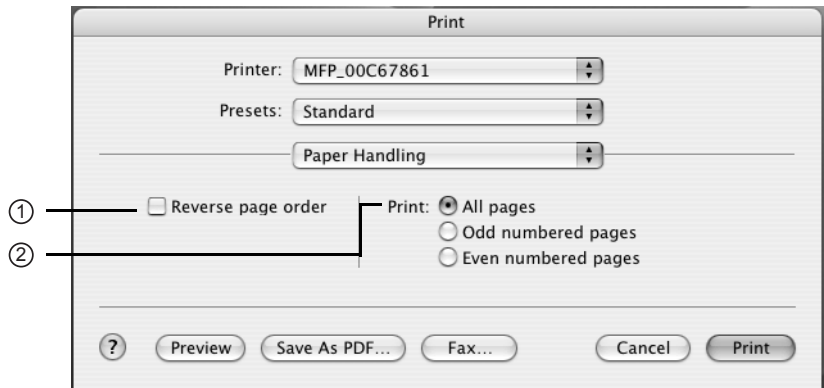 Print
Printer: MFP_00C67861
Presets: Standard
Paper Handling
① Reverse page order Print: All pages
Odd numbered pages
② Even numbered pages
? Preview Save As PDF... Fax... Cancel Print